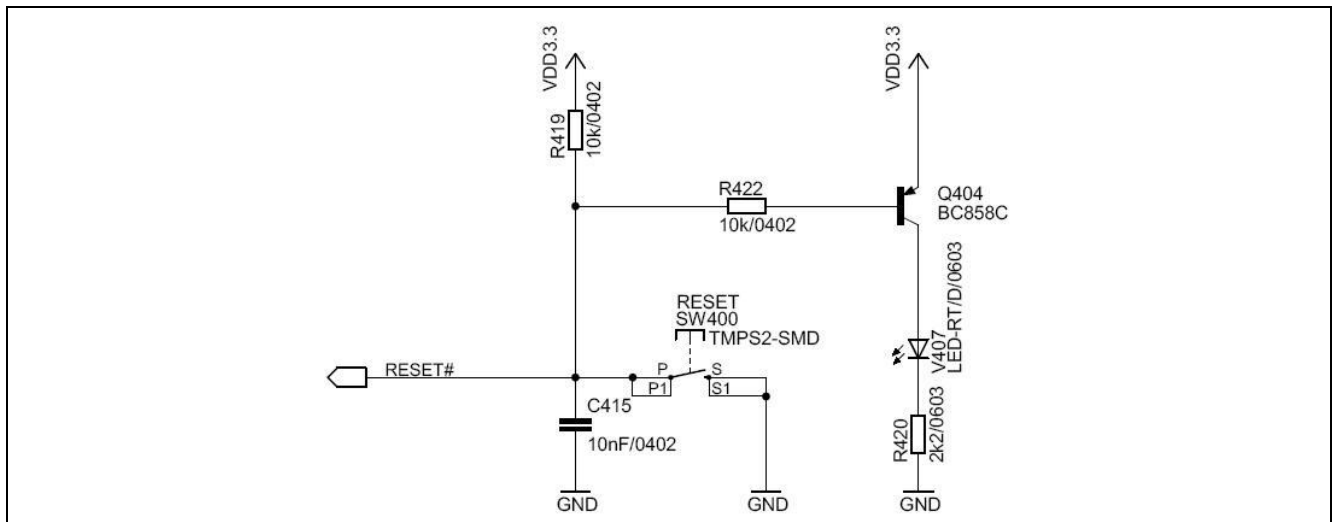 VDD3.3
VDD3.3
R419
10k/0402
R422
10k/0402
Q404
BC858C
RESET
SW400
TMPS2-SMD
RESET#
P
S
P1
S1
V407
LED-RT/D/0603
C415
10nF/0402
R420
2k2/0603
GND
GND
GND